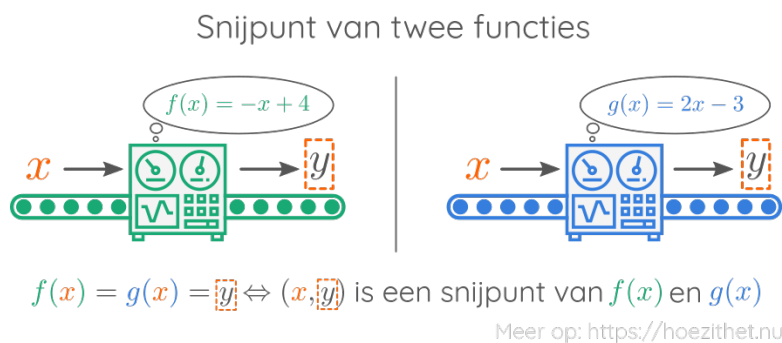 Snijpunt van twee functies
f(x) = −x + 4
g(x) = 2x − 3
x y x y
f(x) = g(x) = y ⇔ (x,y) is een snijpunt van f(x) en g(x)
Meer op: https://hoezithet.nu